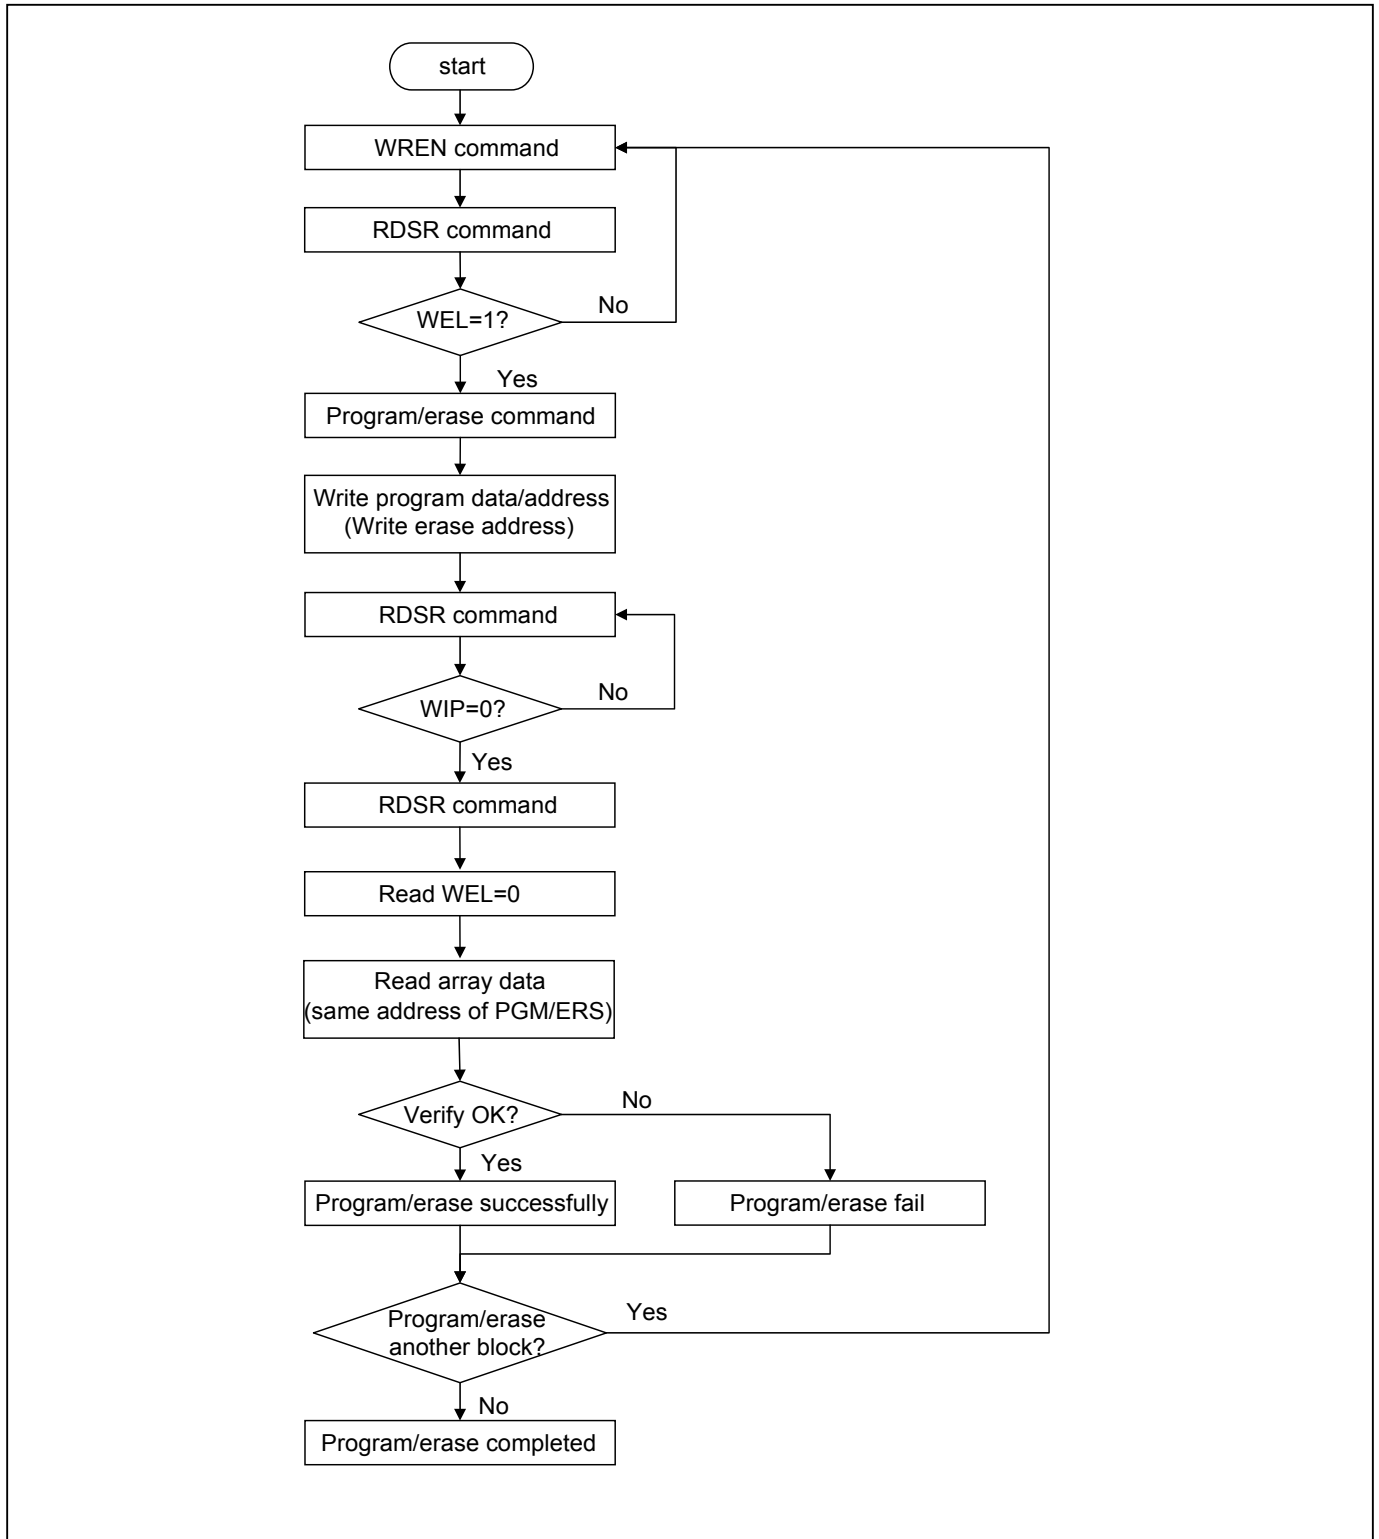 start
WREN command
RDSR command
WEL=1?
No
Yes
Program/erase command
Write program data/address
(Write erase address)
RDSR command
WIP=0?
No
Yes
RDSR command
Read WEL=0
Read array data
(same address of PGM/ERS)
Verify OK?
No
Yes
Program/erase successfully
Program/erase fail
Program/erase
another block?
Yes
No
Program/erase completed